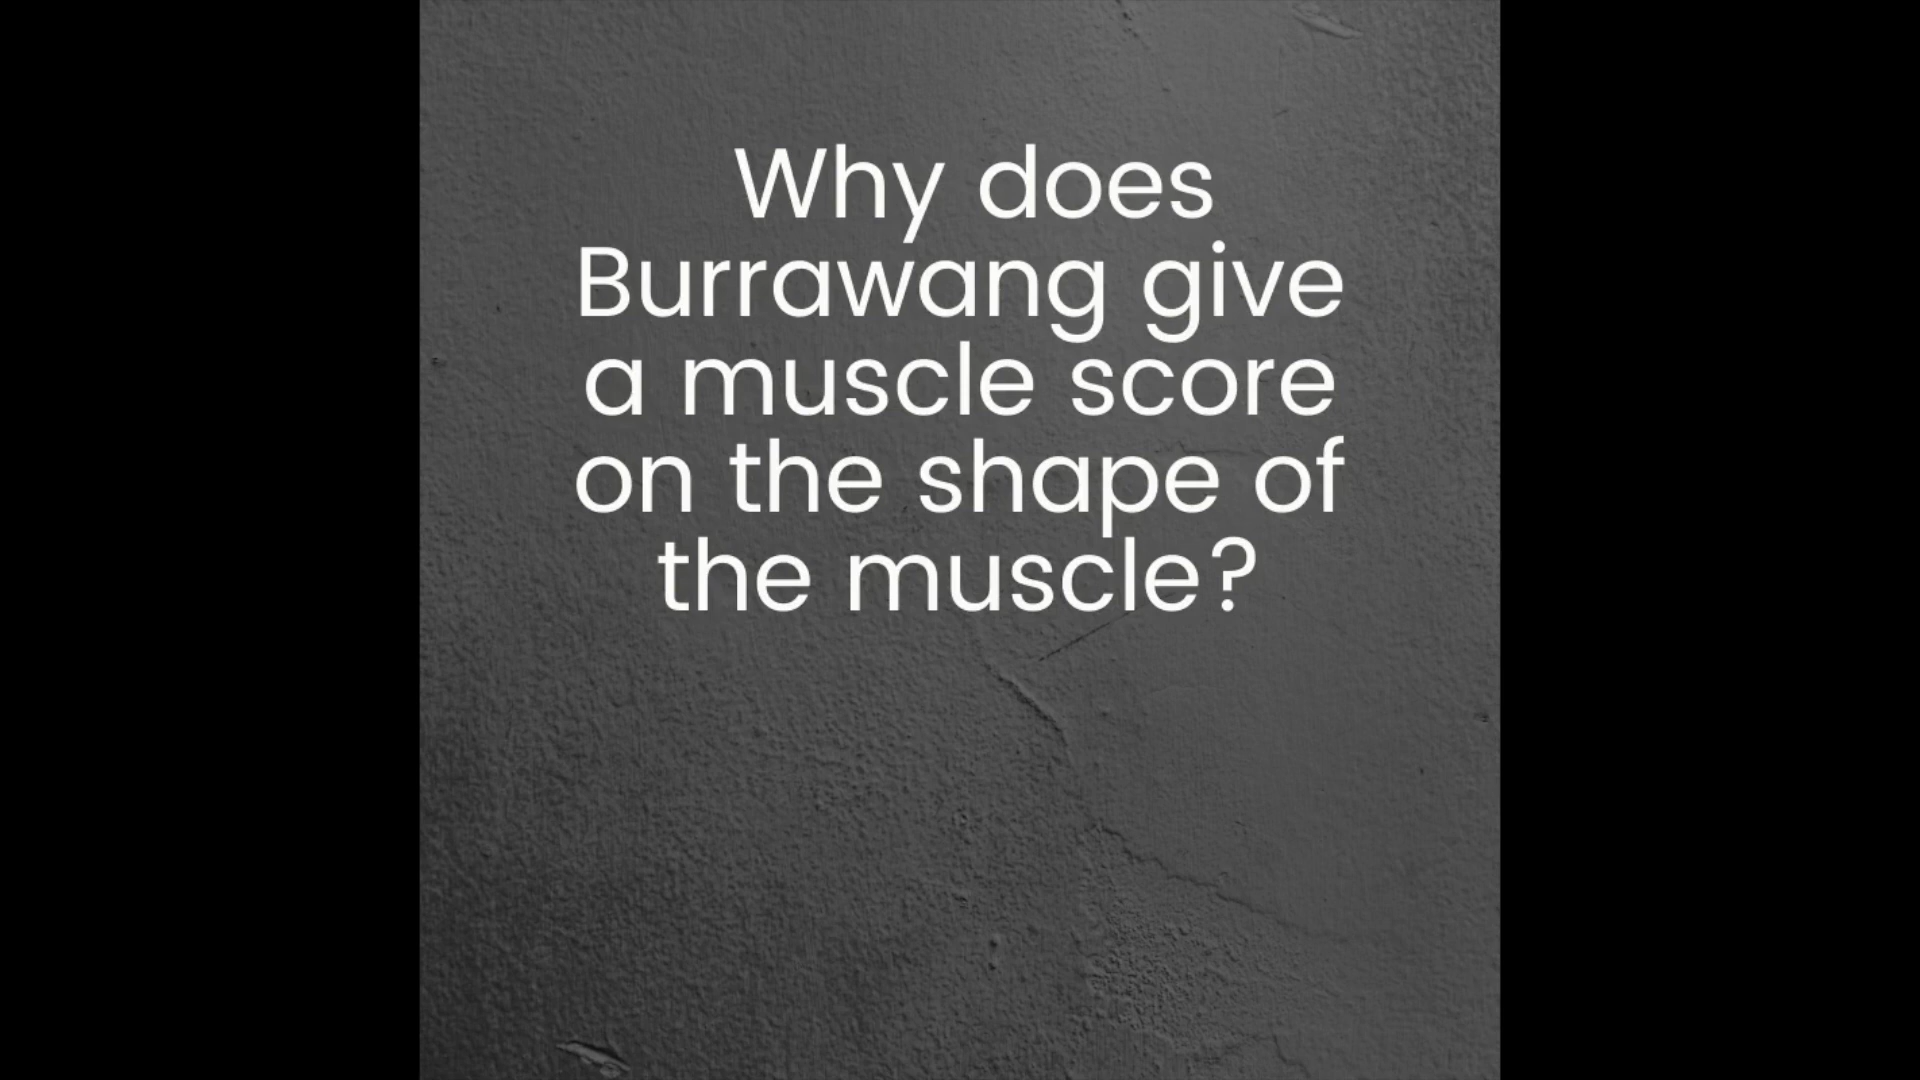 Why does
Burrawang give
a muscle score
on the shape of
the muscle?